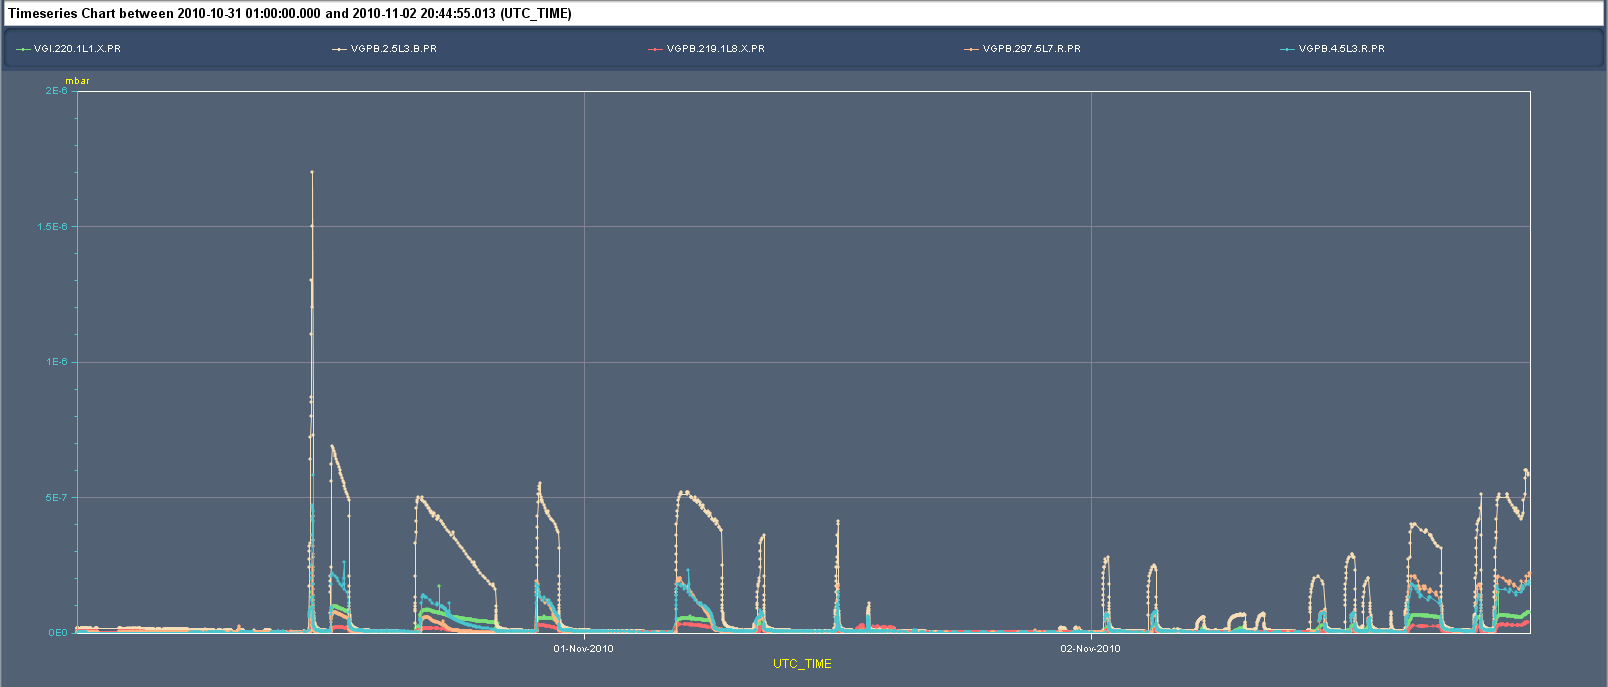 Timeseries Chart between 2010-10-31 01:00:00.000 and 2010-11-02 20:44:55.013 (UTC_TIME)
VGI.220.1L1.X.PR VGPB.2.5L3.B.PR VGPB.219.1L8.X.PR VGPB.297.5L7.R.PR VGPB.4.5L3.R.PR
mbar
2E-6
1.5E-6
1E-6
5E-7
0E0
01-Nov-2010 02-Nov-2010
UTC_TIME